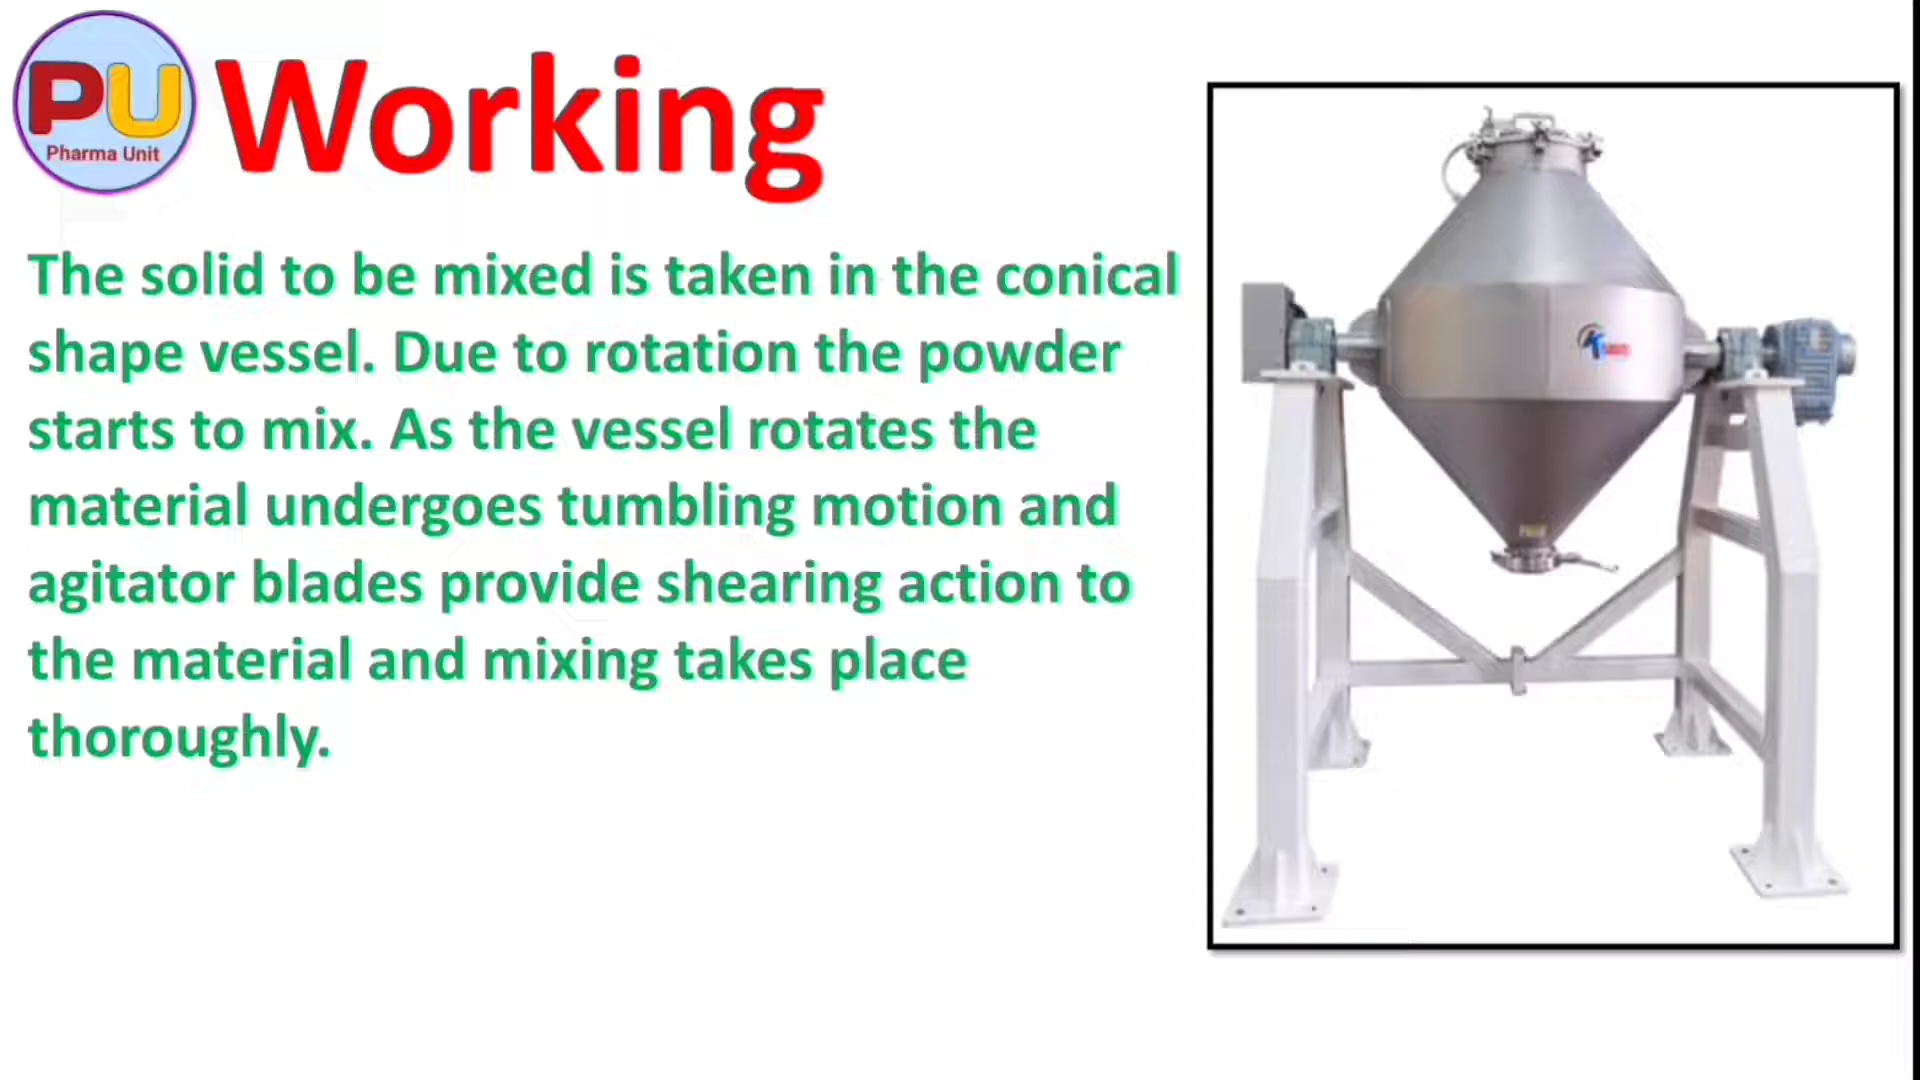 PU
Pharma Unit
Working
The solid to be mixed is taken in the conical
shape vessel. Due to rotation the powder
starts to mix. As the vessel rotates the
material undergoes tumbling motion and
agitator blades provide shearing action to
the material and mixing takes place
thoroughly.